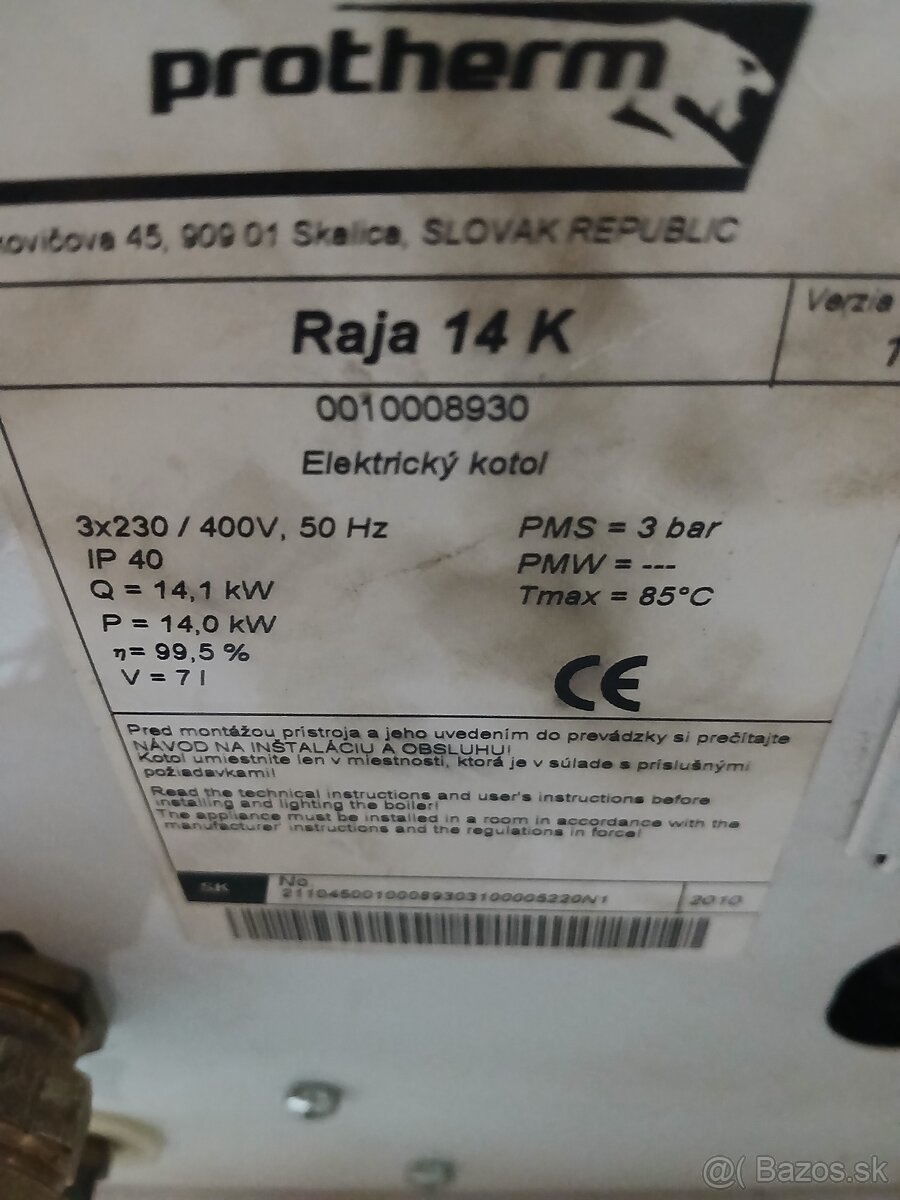 protherm
45, 909 01 Skalica, SLOVAK REPUBLIC
Raja 14 K
Verzia
1
0010008930
Elektrický kotol
3x230 / 400V, 50 Hz
IP 40
Q = 14,1 kW
P = 14,0 kW
η= 99,5 %
V = 7 l
PMS = 3 bar
PMW = ---
Tmax = 85°C
CE
Pred montážou prístroja a jeho uvedením do prevádzky si prečítajte
NÁVOD NA INŠTALÁCIU A OBSLUHU!
Kotol umiestnite len v miestnosti, ktorá je v súlade s príslušnými
požiadavkami!
Read the technical instructions and user's instructions before
installing and lighting the boiler!
The appliance must be installed in a room in accordance with the
manufacturer instructions and the regulations in force!
SK
No.
21104500100089303100005220N1
2010
@( Bazos.sk